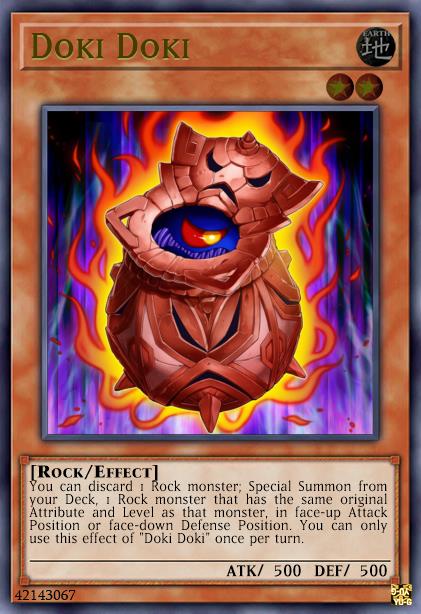 DOKI DOKI
EARTH
地
[ROCK/EFFECT]
You can discard 1 Rock monster; Special Summon from
your Deck, 1 Rock monster that has the same original
Attribute and Level as that monster, in face-up Attack
Position or face-down Defense Position. You can only
use this effect of "Doki Doki" once per turn.
ATK/ 500 DEF/ 500
42143067